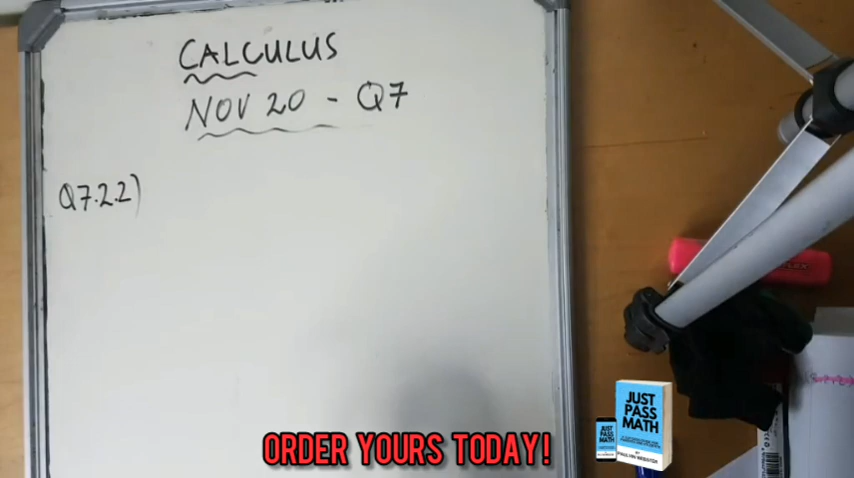 CALCULUS
NOV 20 - Q7
Q7.2.2)
JUST
PASS
MATH
JUST
PASS
MATH
ORDER YOURS TODAY!